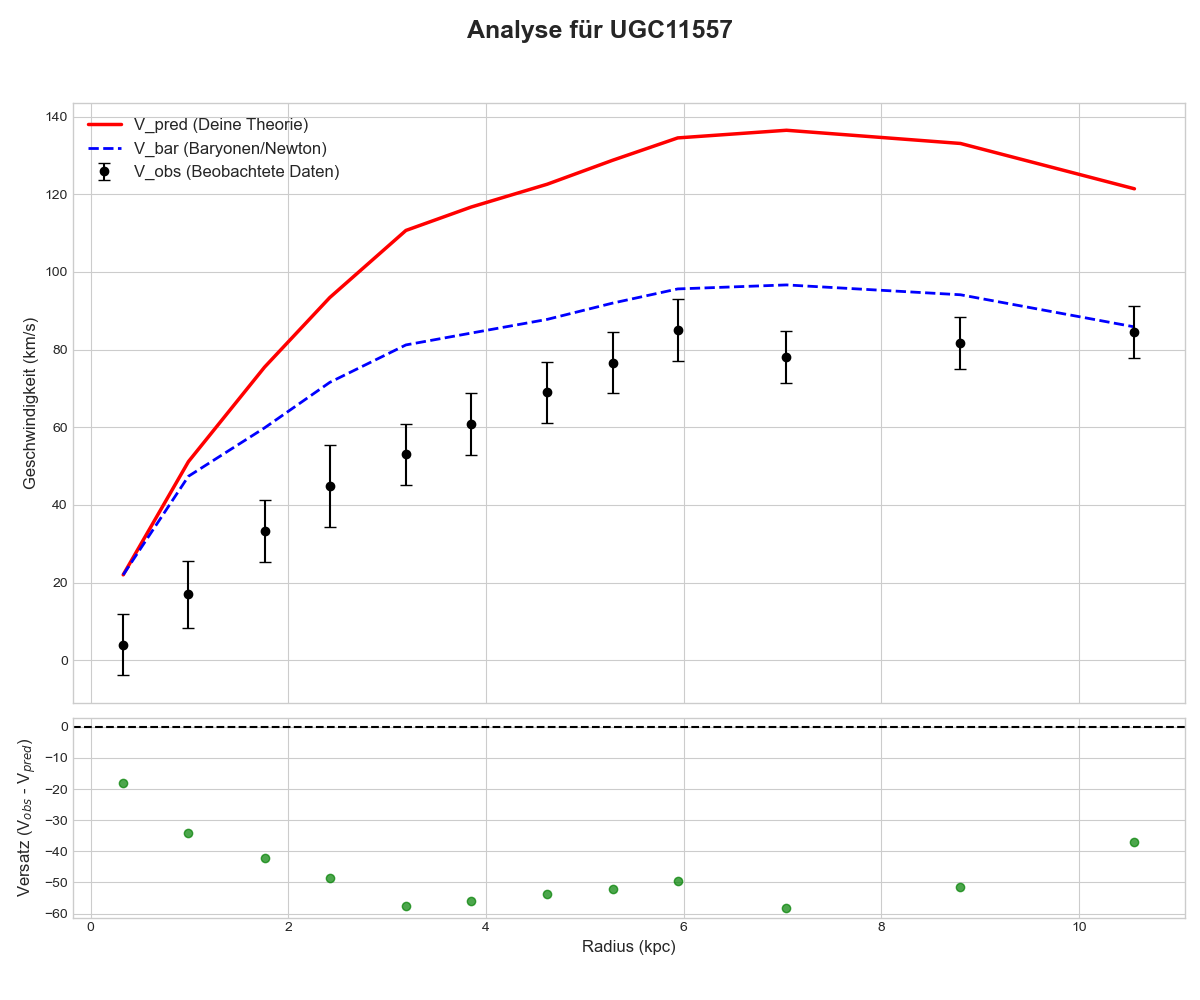 Analyse für UGC11557
V_pred (Deine Theorie)
V_bar (Baryonen/Newton)
V_obs (Beobachtete Daten)
Geschwindigkeit (km/s)
140
120
100
80
60
40
20
0
Versatz (V_obs - V_pred)
0
−10
−20
−30
−40
−50
−60
0 2 4 6 8 10
Radius (kpc)